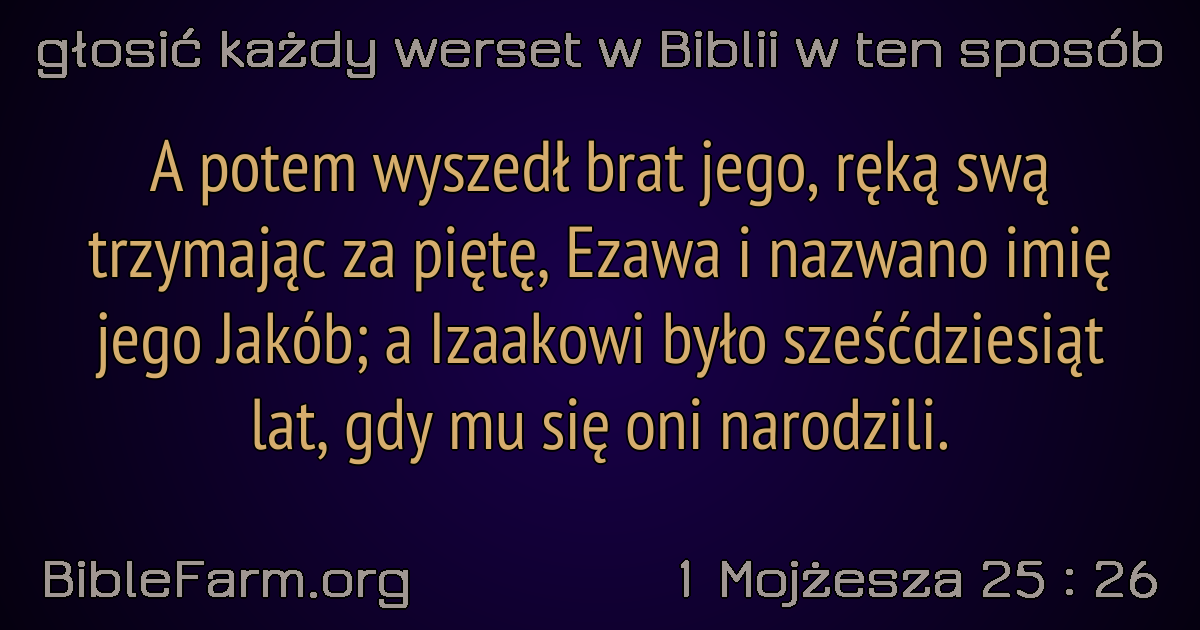 głosić każdy werset w Biblii w ten sposób
A potem wyszedł brat jego, ręką swą
trzymając za piętę, Ezawa i nazwano imię
jego Jakób; a Izaakowi było sześćdziesiąt
lat, gdy mu się oni narodzili.
BibleFarm.org
1 Mojżesza 25 : 26